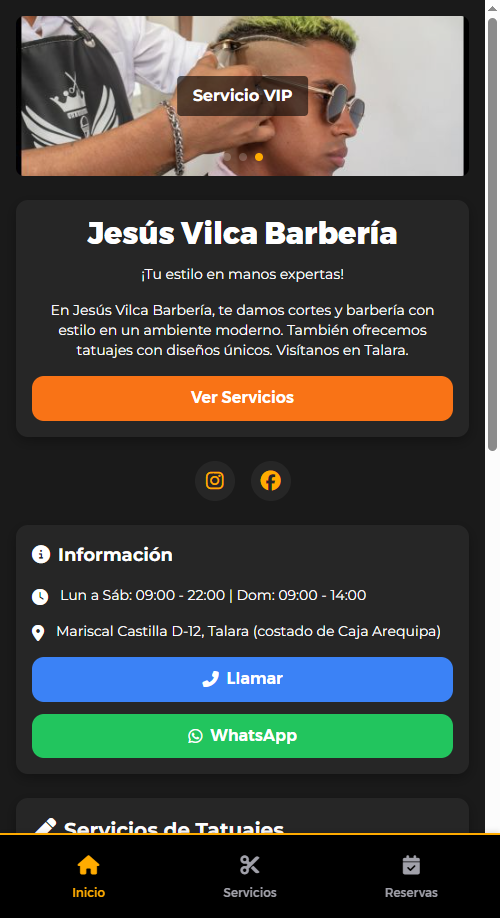 Servicio VIP
Jesús Vilca Barbería
¡Tu estilo en manos expertas!
En Jesús Vilca Barbería, te damos cortes y barbería con
estilo en un ambiente moderno. También ofrecemos
tatuajes con diseños únicos. Visítanos en Talara.
Ver Servicios
Información
Lun a Sáb: 09:00 - 22:00 | Dom: 09:00 - 14:00
Mariscal Castilla D-12, Talara (costado de Caja Arequipa)
Llamar
WhatsApp
Servicios de Tatuajes
Inicio
Servicios
Reservas